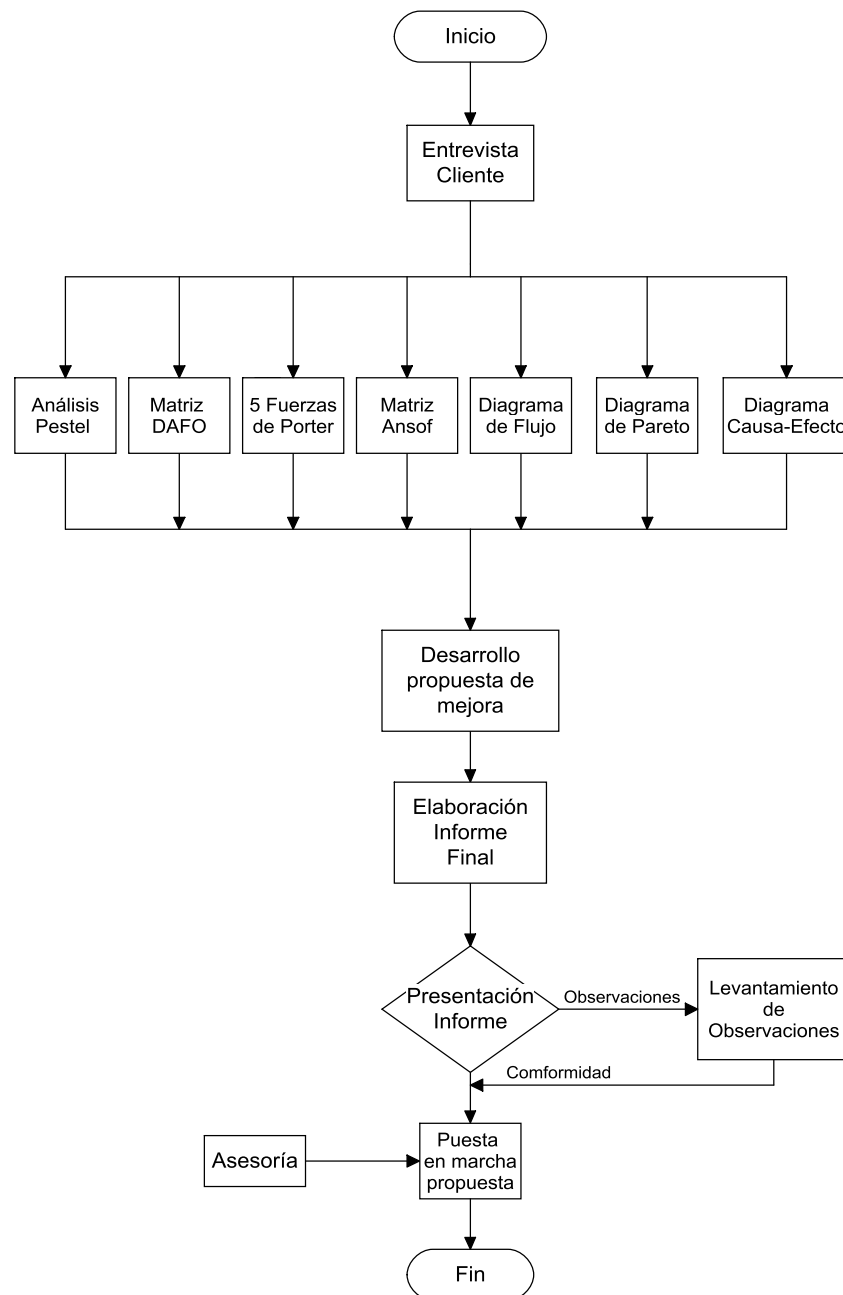 Inicio
Entrevista
Cliente
Análisis
Pestel
Matriz
DAFO
5 Fuerzas
de Porter
Matriz
Ansof
Diagrama
de Flujo
Diagrama
de Pareto
Diagrama
Causa-Efecto
Desarrollo
propuesta de
mejora
Elaboración
Informe
Final
Presentación
Informe
Observaciones
Levantamiento
de
Observaciones
Comformidad
Asesoría
Puesta
en marcha
propuesta
Fin